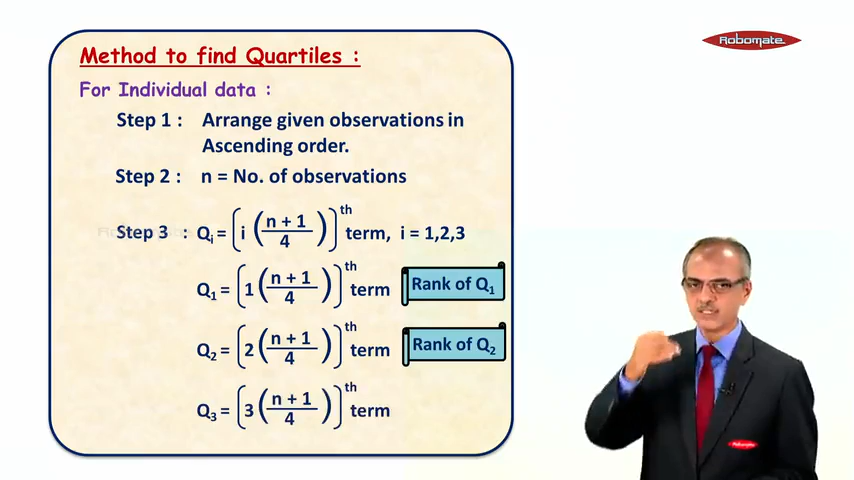 Robomate
Method to find Quartiles :
For Individual data :
Step 1 : Arrange given observations in
Ascending order.
Step 2 : n = No. of observations
Step 3 : Qi = [i (n + 1 / 4)]th term, i = 1,2,3
Q1 = [1 (n + 1 / 4)]th term Rank of Q1
Q2 = [2 (n + 1 / 4)]th term Rank of Q2
Q3 = [3 (n + 1 / 4)]th term
Robomate